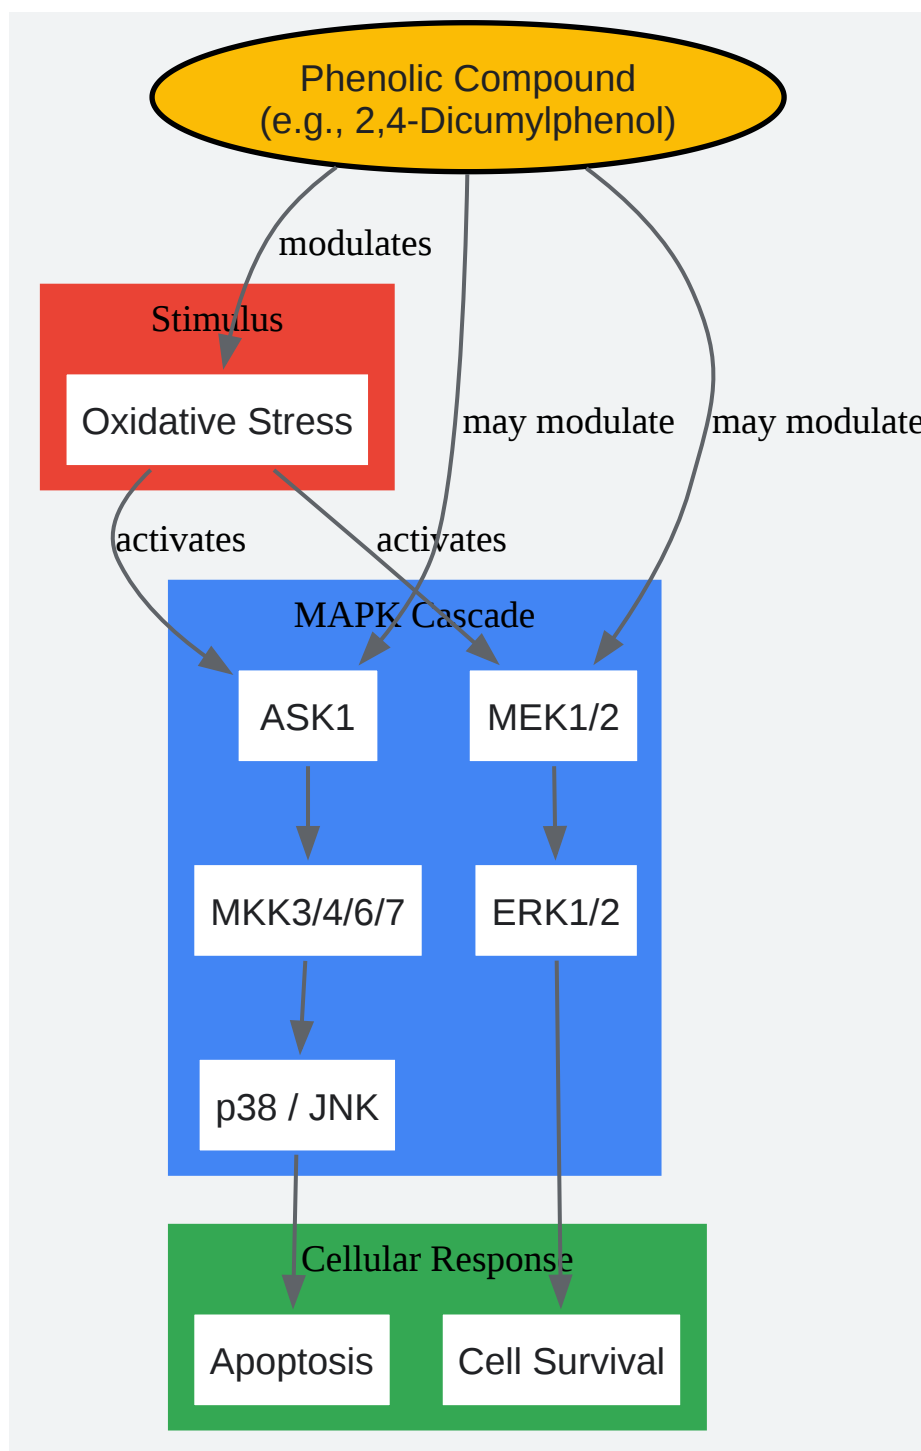 Phenolic Compound
(e.g., 2,4-Dicumylphenol)
modulates
Stimulus
Oxidative Stress
may modulate
may modulate
activates
activates
MAPK Cascade
ASK1
MEK1/2
MKK3/4/6/7
ERK1/2
p38 / JNK
Cellular Response
Apoptosis
Cell Survival